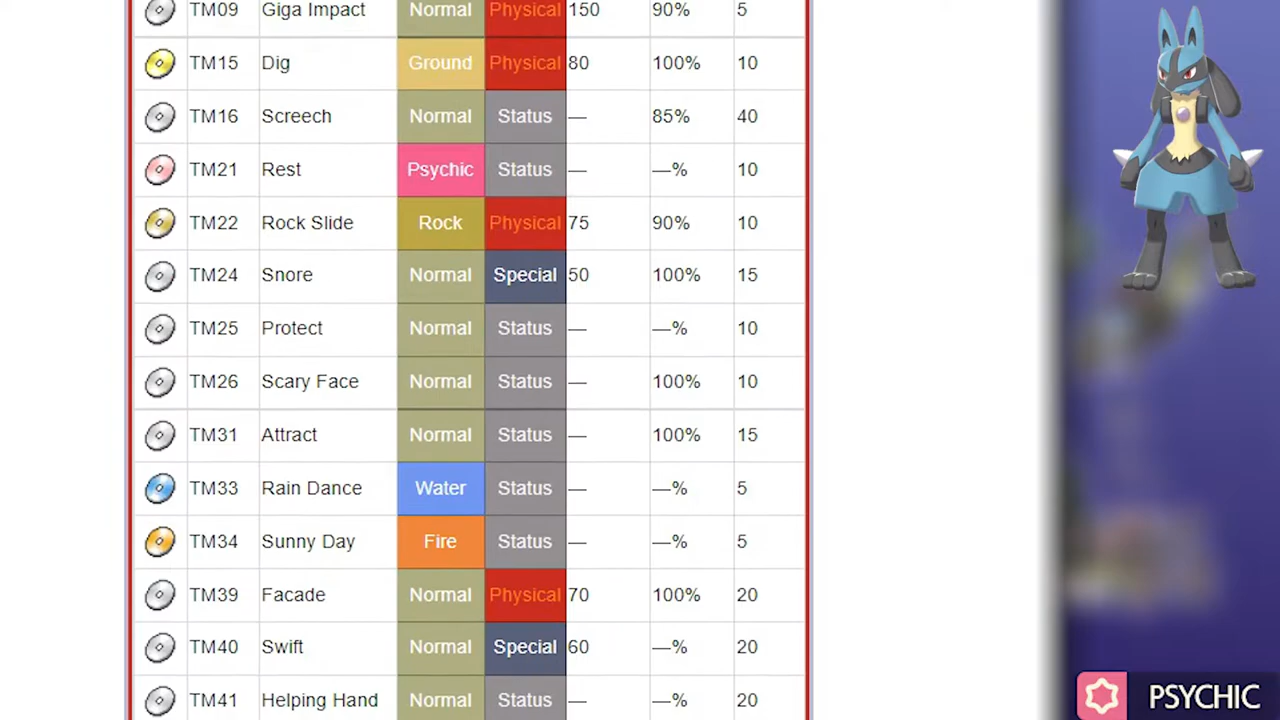 TM09 Giga Impact Normal Physical 150 90% 5
TM15 Dig Ground Physical 80 100% 10
TM16 Screech Normal Status — 85% 40
TM21 Rest Psychic Status — —% 10
TM22 Rock Slide Rock Physical 75 90% 10
TM24 Snore Normal Special 50 100% 15
TM25 Protect Normal Status — —% 10
TM26 Scary Face Normal Status — 100% 10
TM31 Attract Normal Status — 100% 15
TM33 Rain Dance Water Status — —% 5
TM34 Sunny Day Fire Status — —% 5
TM39 Facade Normal Physical 70 100% 20
TM40 Swift Normal Special 60 —% 20
TM41 Helping Hand Normal Status — —% 20
PSYCHIC